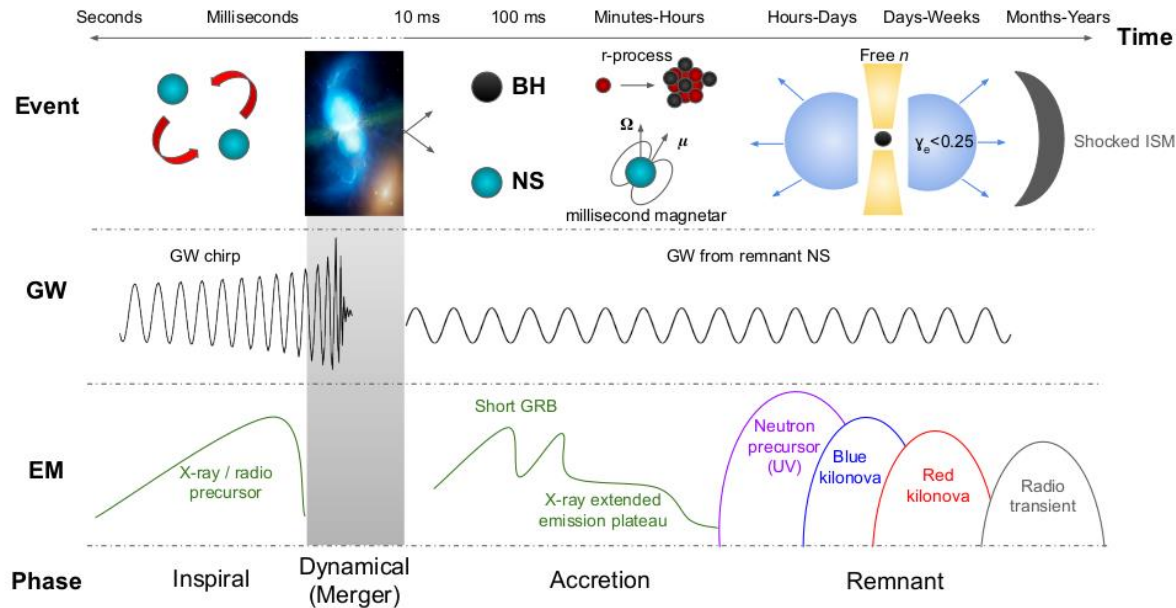 Seconds Milliseconds 10 ms 100 ms Minutes-Hours Hours-Days Days-Weeks Months-Years
Time
Event
BH
NS
r-process
Ω
μ
millisecond magnetar
Free n
Ɣe<0.25
Shocked ISM
GW
GW chirp
GW from remnant NS
EM
X-ray / radio
precursor
Short GRB
X-ray extended
emission plateau
Neutron
precursor
(UV)
Blue
kilonova
Red
kilonova
Radio
transient
Phase
Inspiral
Dynamical
(Merger)
Accretion
Remnant